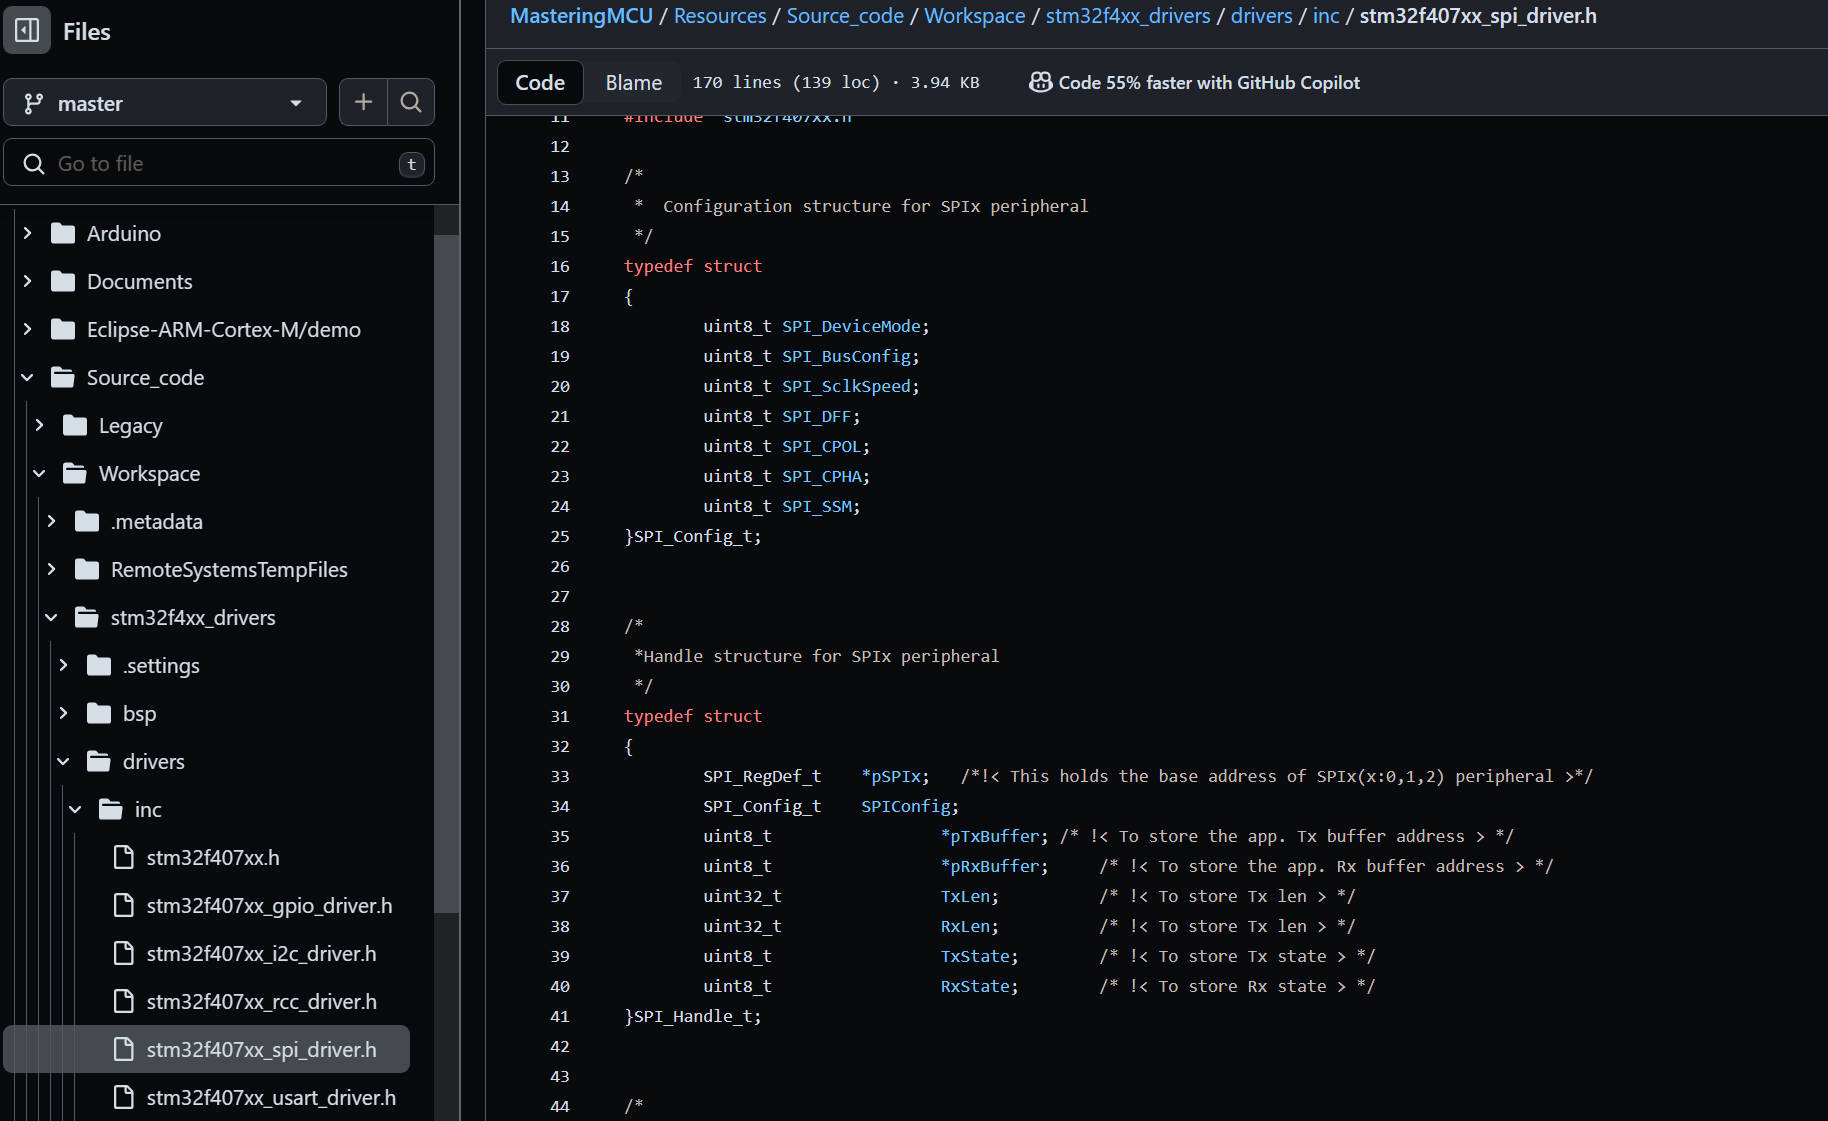 Files
master
Go to file
t
Arduino
Documents
Eclipse-ARM-Cortex-M/demo
Source_code
Legacy
Workspace
.metadata
RemoteSystemsTempFiles
stm32f4xx_drivers
.settings
bsp
drivers
inc
stm32f407xx.h
stm32f407xx_gpio_driver.h
stm32f407xx_i2c_driver.h
stm32f407xx_rcc_driver.h
stm32f407xx_spi_driver.h
stm32f407xx_usart_driver.h
MasteringMCU / Resources / Source_code / Workspace / stm32f4xx_drivers / drivers / inc / stm32f407xx_spi_driver.h
Code Blame 170 lines (139 loc) · 3.94 KB Code 55% faster with GitHub Copilot
11 #include "stm32f407xx.h"
12
13 /*
14 * Configuration structure for SPIx peripheral
15 */
16 typedef struct
17 {
18 uint8_t SPI_DeviceMode;
19 uint8_t SPI_BusConfig;
20 uint8_t SPI_SclkSpeed;
21 uint8_t SPI_DFF;
22 uint8_t SPI_CPOL;
23 uint8_t SPI_CPHA;
24 uint8_t SPI_SSM;
25 }SPI_Config_t;
26
27
28 /*
29 *Handle structure for SPIx peripheral
30 */
31 typedef struct
32 {
33 SPI_RegDef_t *pSPIx; /*!< This holds the base address of SPIx(x:0,1,2) peripheral >*/
34 SPI_Config_t SPIConfig;
35 uint8_t *pTxBuffer; /* !< To store the app. Tx buffer address > */
36 uint8_t *pRxBuffer; /* !< To store the app. Rx buffer address > */
37 uint32_t TxLen; /* !< To store Tx len > */
38 uint32_t RxLen; /* !< To store Tx len > */
39 uint8_t TxState; /* !< To store Tx state > */
40 uint8_t RxState; /* !< To store Rx state > */
41 }SPI_Handle_t;
42
43
44 /*